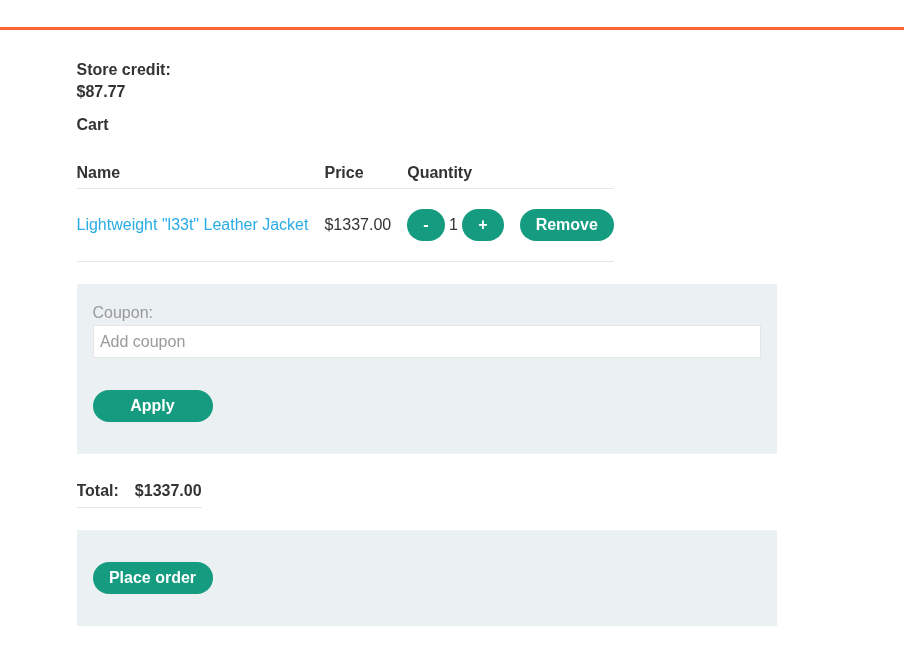 Store credit:
$87.77
Cart
Name Price Quantity
Lightweight "l33t" Leather Jacket $1337.00 - 1 + Remove
Coupon:
Add coupon
Apply
Total: $1337.00
Place order